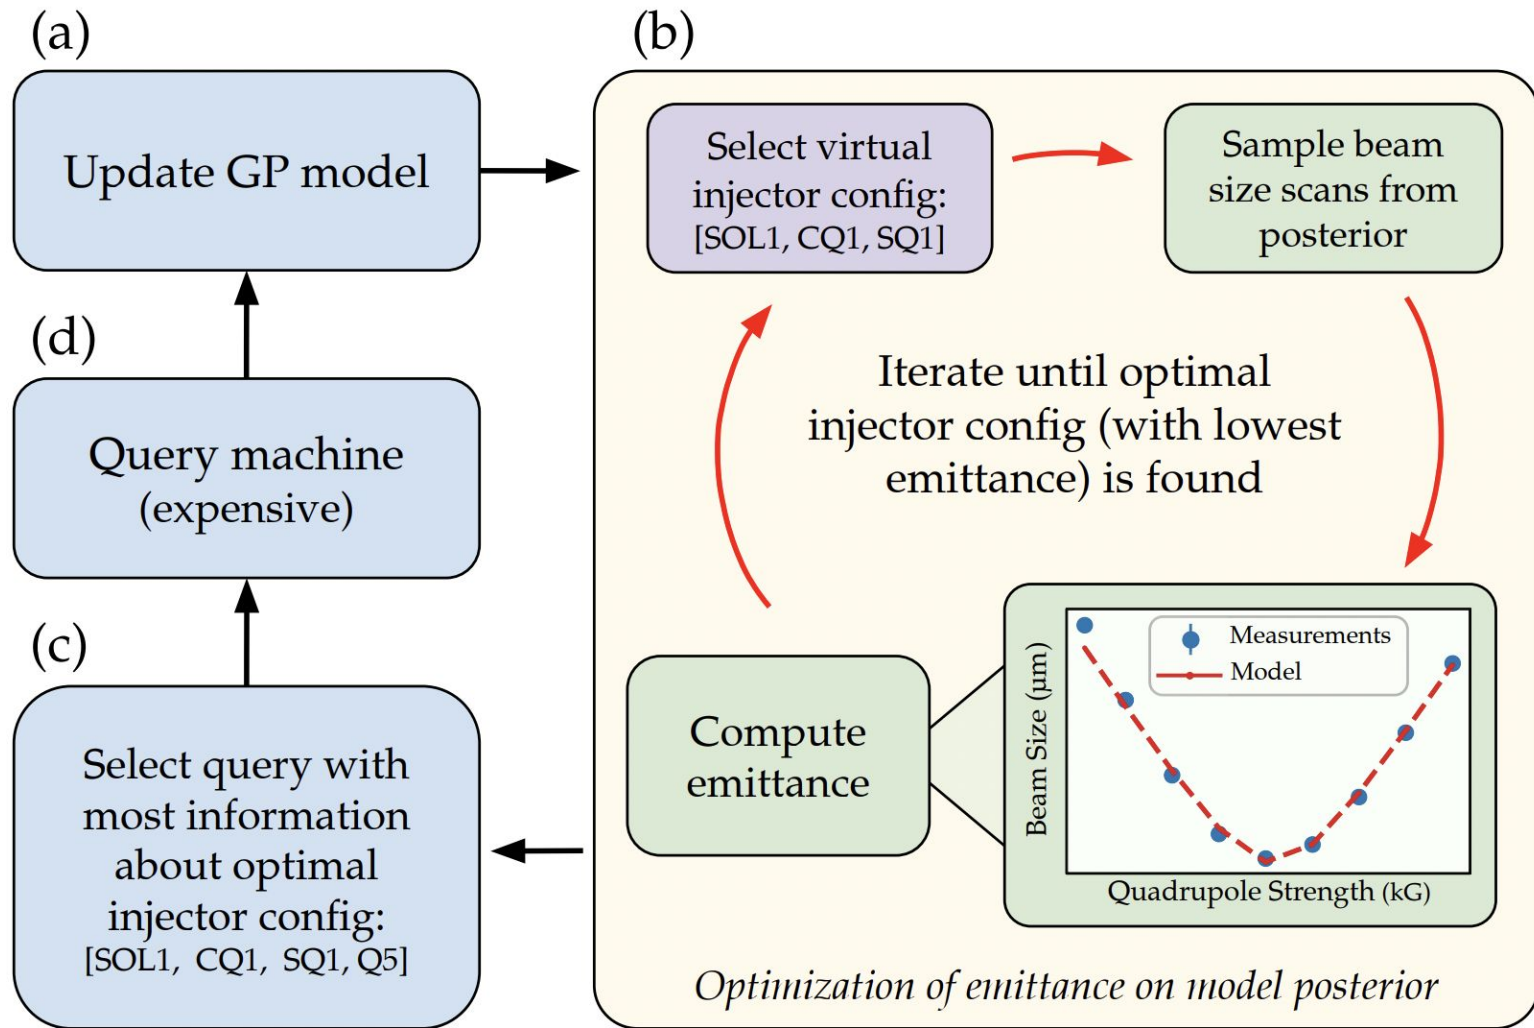 (a)
Update GP model
(b)
Select virtual
injector config:
[SOL1, CQ1, SQ1]
Sample beam
size scans from
posterior
Iterate until optimal
injector config (with lowest
emittance) is found
Compute
emittance
Beam Size (µm)
Measurements
Model
Quadrupole Strength (kG)
Optimization of emittance on model posterior
(d)
Query machine
(expensive)
(c)
Select query with
most information
about optimal
injector config:
[SOL1, CQ1, SQ1, Q5]